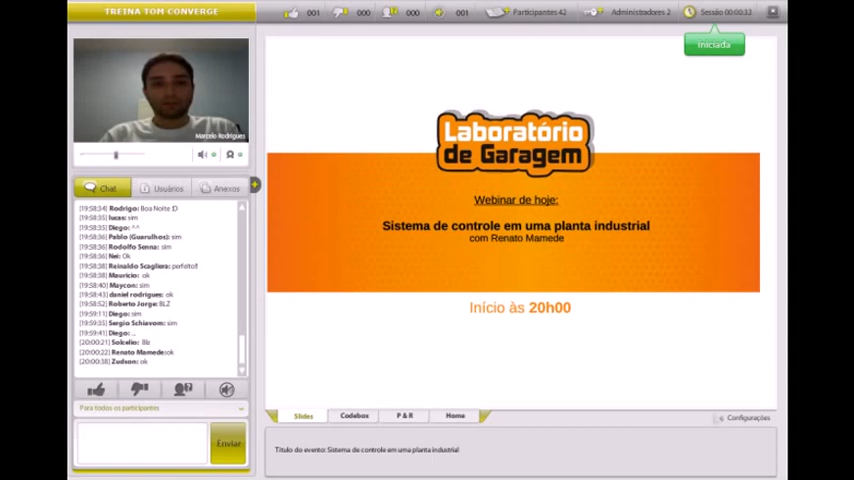 TREINA TOM CONVERGE
001
000
000
001
Participantes 42
Administradores 2
Sessão 00:00:33
iniciada
Marcelo Rodrigues
Chat
Usuários
Anexos
[19:58:34] Rodrigo: Boa Noite :D
[19:58:35] lucas: sim
[19:58:35] Diego: ^^
[19:58:36] Pablo (Guarulhos): sim
[19:58:36] Rodolfo Senna: sim
[19:58:36] Nei: Ok
[19:58:38] Reinaldo Scagliera: perfeito!!
[19:58:38] Mauricio: ok
[19:58:40] Maycon: sim
[19:58:43] daniel rodrigues: ok
[19:58:52] Roberto Jorge: BLZ
[19:59:11] Diego: sim
[19:59:35] Sergio Schiavom: sim
[19:59:41] Diego: ..
[20:00:21] Solcelio: Blz
[20:00:22] Renato Mamede: ok
[20:00:38] Zudson: ok
Para todos os participantes
Enviar
Laboratório
de Garagem
Webinar de hoje:
Sistema de controle em uma planta industrial
com Renato Mamede
Início às 20h00
Slides
Codebox
P & R
Home
Configurações
Título do evento: Sistema de controle em uma planta industrial